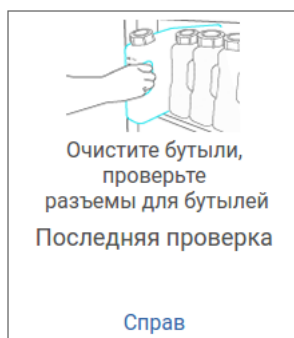 Очистите бутыли,
проверьте
разъемы для бутылей
Последняя проверка
Справ